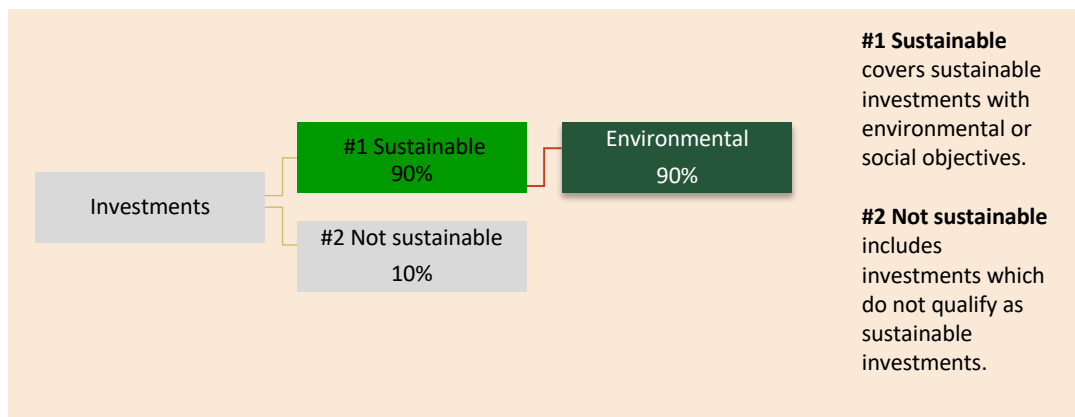 Investments
#1 Sustainable
90%
Environmental
90%
#2 Not sustainable
10%
#1 Sustainable
covers sustainable
investments with
environmental or
social objectives.
#2 Not sustainable
includes
investments which
do not qualify as
sustainable
investments.